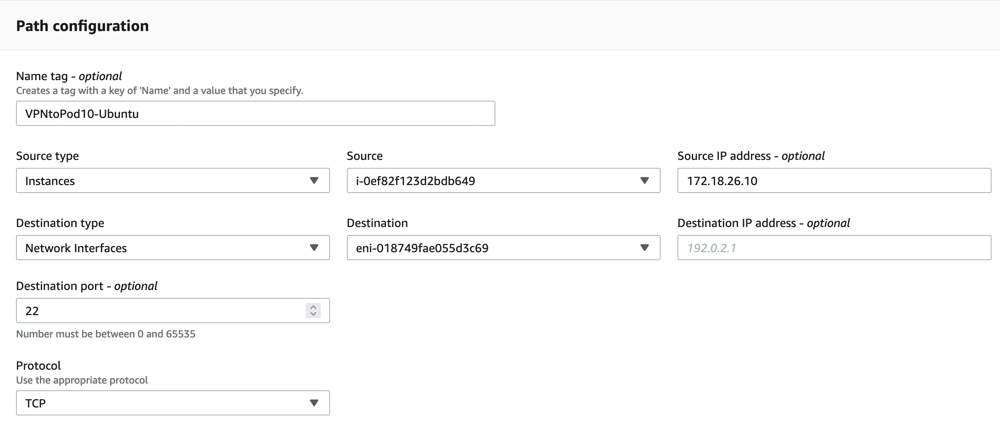 Path configuration
Name tag - optional
Creates a tag with a key of 'Name' and a value that you specify.
VPNtoPod10-Ubuntu
Source type
Source
Source IP address - optional
Instances
i-0ef82f123d2bdb649
172.18.26.10
Destination type
Destination
Destination IP address - optional
Network Interfaces
eni-018749fae055d3c69
192.0.2.1
Destination port - optional
22
Number must be between 0 and 65535
Protocol
Use the appropriate protocol
TCP